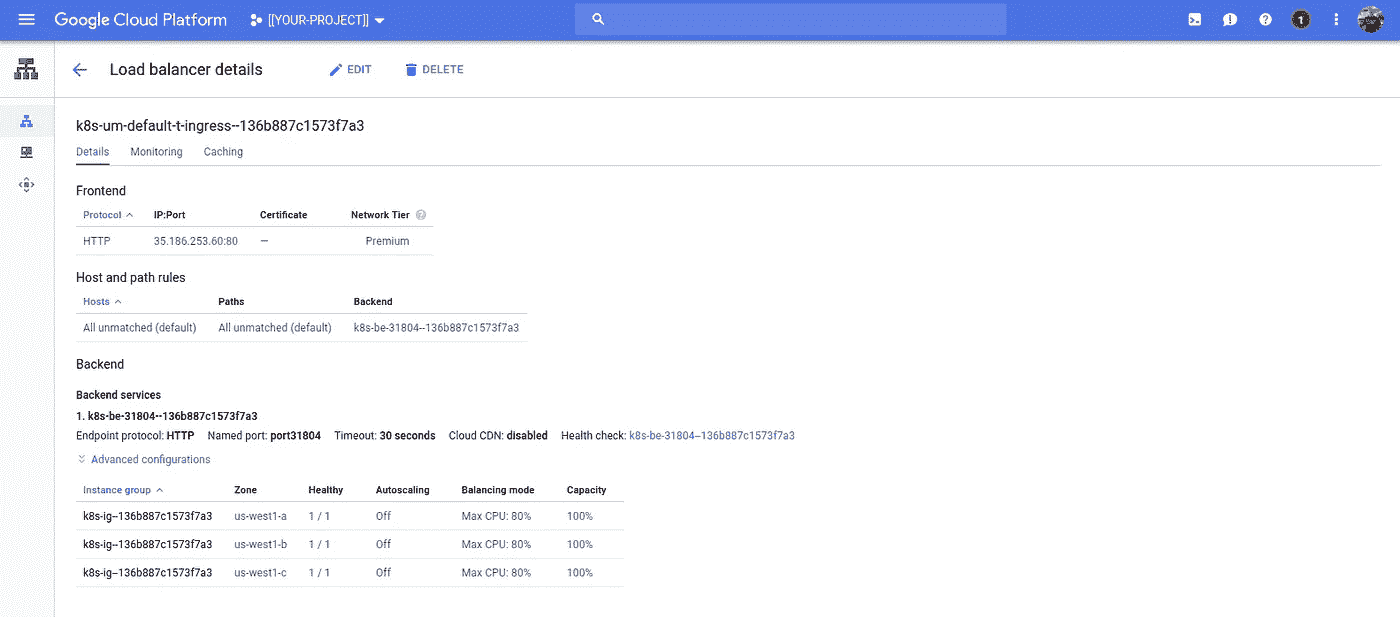 Google Cloud Platform [[YOUR-PROJECT]] 1
Load balancer details EDIT DELETE
k8s-um-default-t-ingress--136b887c1573f7a3
Details Monitoring Caching
Frontend
Protocol IP:Port Certificate Network Tier ?
HTTP 35.186.253.60:80 — Premium
Host and path rules
Hosts Paths Backend
All unmatched (default) All unmatched (default) k8s-be-31804--136b887c1573f7a3
Backend
Backend services
1. k8s-be-31804--136b887c1573f7a3
Endpoint protocol: HTTP Named port: port31804 Timeout: 30 seconds Cloud CDN: disabled Health check: k8s-be-31804--136b887c1573f7a3
Advanced configurations
Instance group Zone Healthy Autoscaling Balancing mode Capacity
k8s-ig--136b887c1573f7a3 us-west1-a 1 / 1 Off Max CPU: 80% 100%
k8s-ig--136b887c1573f7a3 us-west1-b 1 / 1 Off Max CPU: 80% 100%
k8s-ig--136b887c1573f7a3 us-west1-c 1 / 1 Off Max CPU: 80% 100%